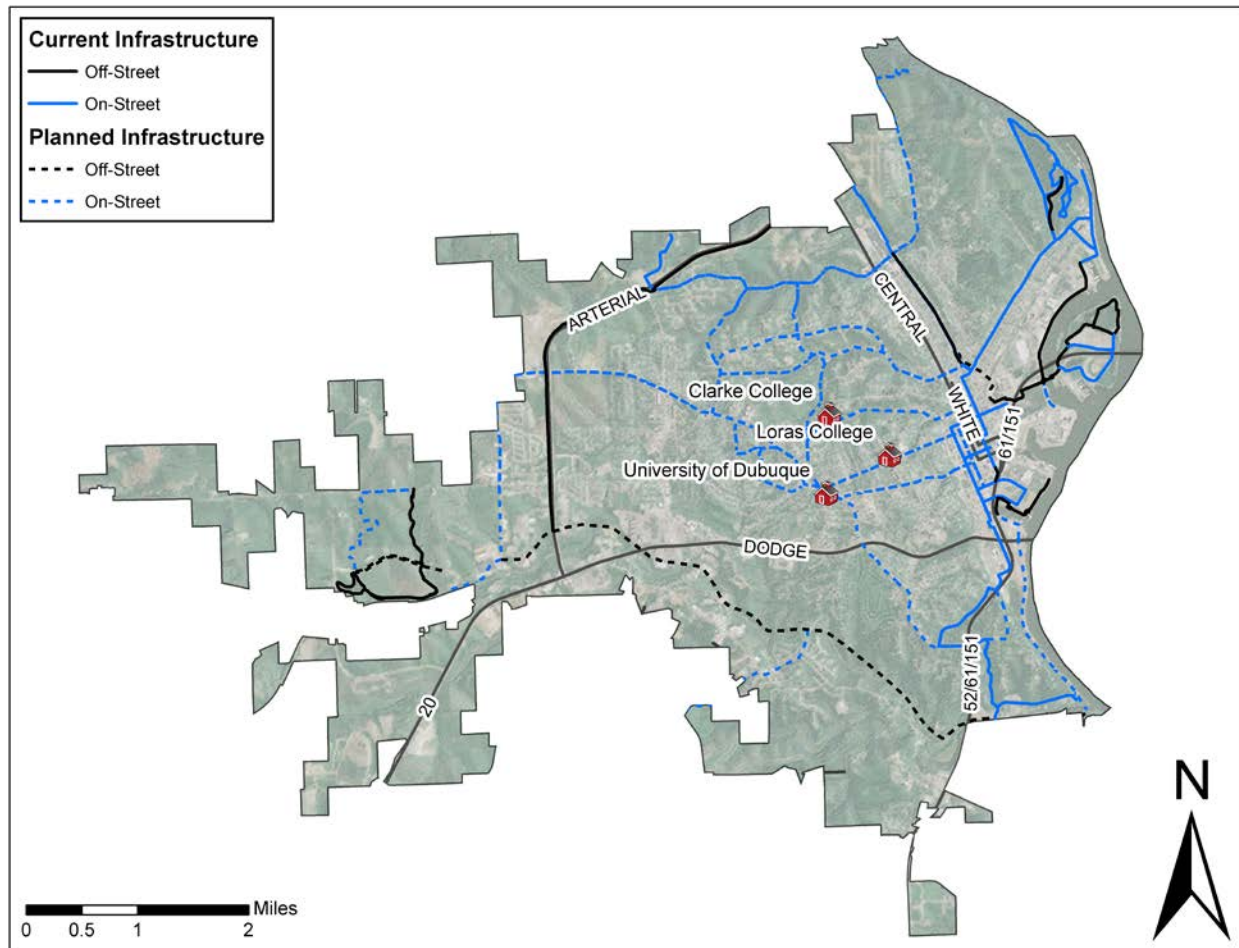 Current Infrastructure
Off-Street
On-Street
Planned Infrastructure
Off-Street
On-Street
ARTERIAL
CENTRAL
Clarke College
WHITE
Loras College
61/151
University of Dubuque
DODGE
52/61/151
20
N
Miles
0 0.5 1 2